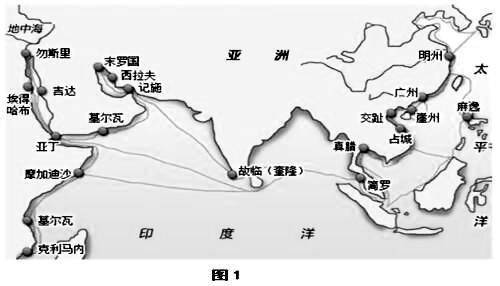 地中海
勿斯里
末罗国
西拉夫
记施
亚 洲
明州
太
埃得
哈布
吉达
基尔瓦
广州
交趾
崖州
麻逸
亚丁
占城
平
真腊
故临（奎隆）
摩加迪沙
阇罗
洋
基尔瓦
印 度 洋
克利马内
图1